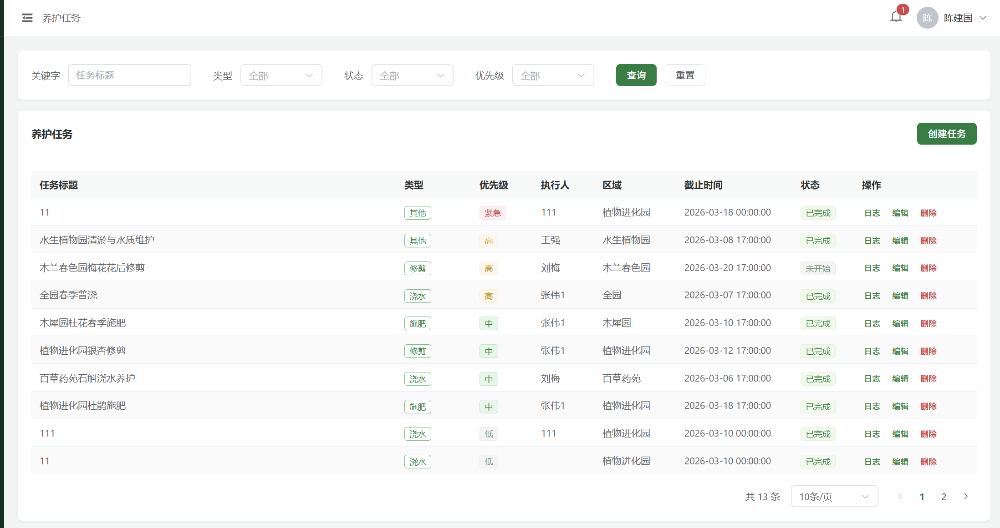 养护任务 1 陈 陈建国
关键字 任务标题 类型 全部 状态 全部 优先级 全部 查询 重置
养护任务 创建任务
任务标题 类型 优先级 执行人 区域 截止时间 状态 操作
11 其他 紧急 111 植物进化园 2026-03-18 00:00:00 已完成 日志 编辑 删除
水生植物园清淤与水质维护 其他 高 王强 水生植物园 2026-03-08 17:00:00 已完成 日志 编辑 删除
木兰春色园梅花花后修剪 修剪 高 刘梅 木兰春色园 2026-03-20 17:00:00 未开始 日志 编辑 删除
全园春季普浇 浇水 高 张伟1 全园 2026-03-07 17:00:00 已完成 日志 编辑 删除
木犀园桂花春季施肥 施肥 中 张伟1 木犀园 2026-03-10 17:00:00 已完成 日志 编辑 删除
植物进化园银杏修剪 修剪 中 张伟1 植物进化园 2026-03-12 17:00:00 已完成 日志 编辑 删除
百草药苑石斛浇水养护 浇水 中 刘梅 百草药苑 2026-03-06 17:00:00 已完成 日志 编辑 删除
植物进化园杜鹃施肥 施肥 中 张伟1 植物进化园 2026-03-18 17:00:00 已完成 日志 编辑 删除
111 浇水 低 111 植物进化园 2026-03-10 00:00:00 已完成 日志 编辑 删除
11 浇水 低 植物进化园 2026-03-10 00:00:00 已完成 日志 编辑 删除
共 13 条 10条/页 1 2